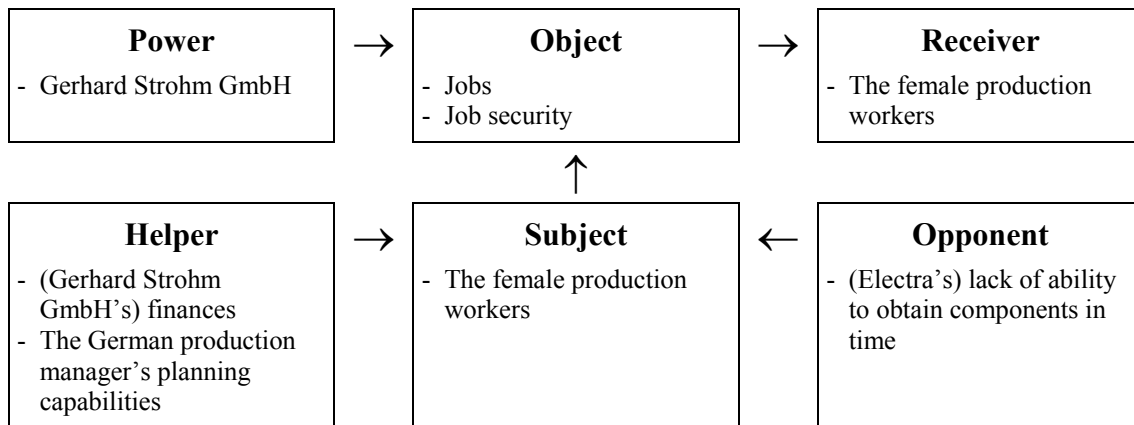 Power
- Gerhard Strohm GmbH
→
Object
- Jobs
- Job security
→
Receiver
- The female production
workers
↑
Helper
- (Gerhard Strohm
GmbH's) finances
- The German production
manager's planning
capabilities
→
Subject
- The female production
workers
←
Opponent
- (Electra's) lack of ability
to obtain components in
time